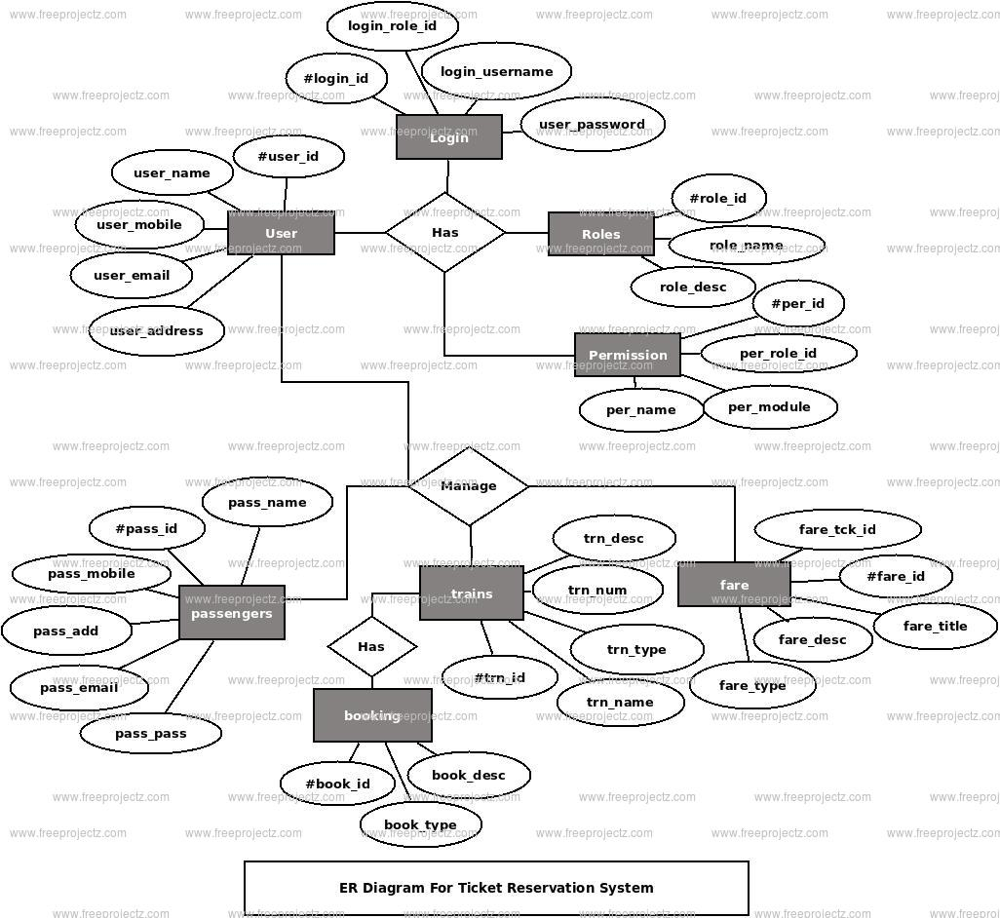 login_role_id
login_username
#login_id
user_password
Login
#user_id
user_name
user_mobile
user_email
user_address
User
Has
Roles
#role_id
role_name
role_desc
#per_id
per_role_id
Permission
per_name
per_module
Manage
pass_name
#pass_id
pass_mobile
passengers
pass_add
pass_email
pass_pass
trn_desc
trn_num
trains
trn_type
#trn_id
trn_name
fare_tck_id
#fare_id
fare
fare_title
fare_desc
fare_type
Has
booking
#book_id
book_desc
book_type
ER Diagram For Ticket Reservation System
www.freeprojectz.com